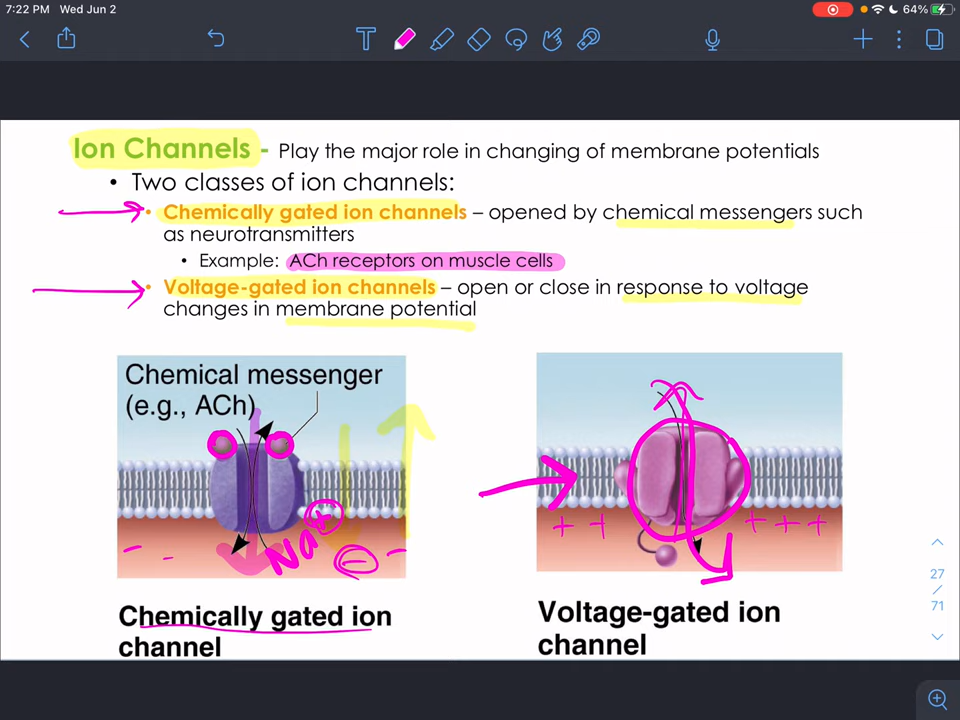 7:22 PM Wed Jun 2
64%
Ion Channels - Play the major role in changing of membrane potentials
• Two classes of ion channels:
• Chemically gated ion channels – opened by chemical messengers such
as neurotransmitters
• Example: ACh receptors on muscle cells
• Voltage-gated ion channels – open or close in response to voltage
changes in membrane potential
Chemical messenger
(e.g., ACh)
Na+
- - - -
+ + + + +
Chemically gated ion
channel
Voltage-gated ion
channel
27
/
71